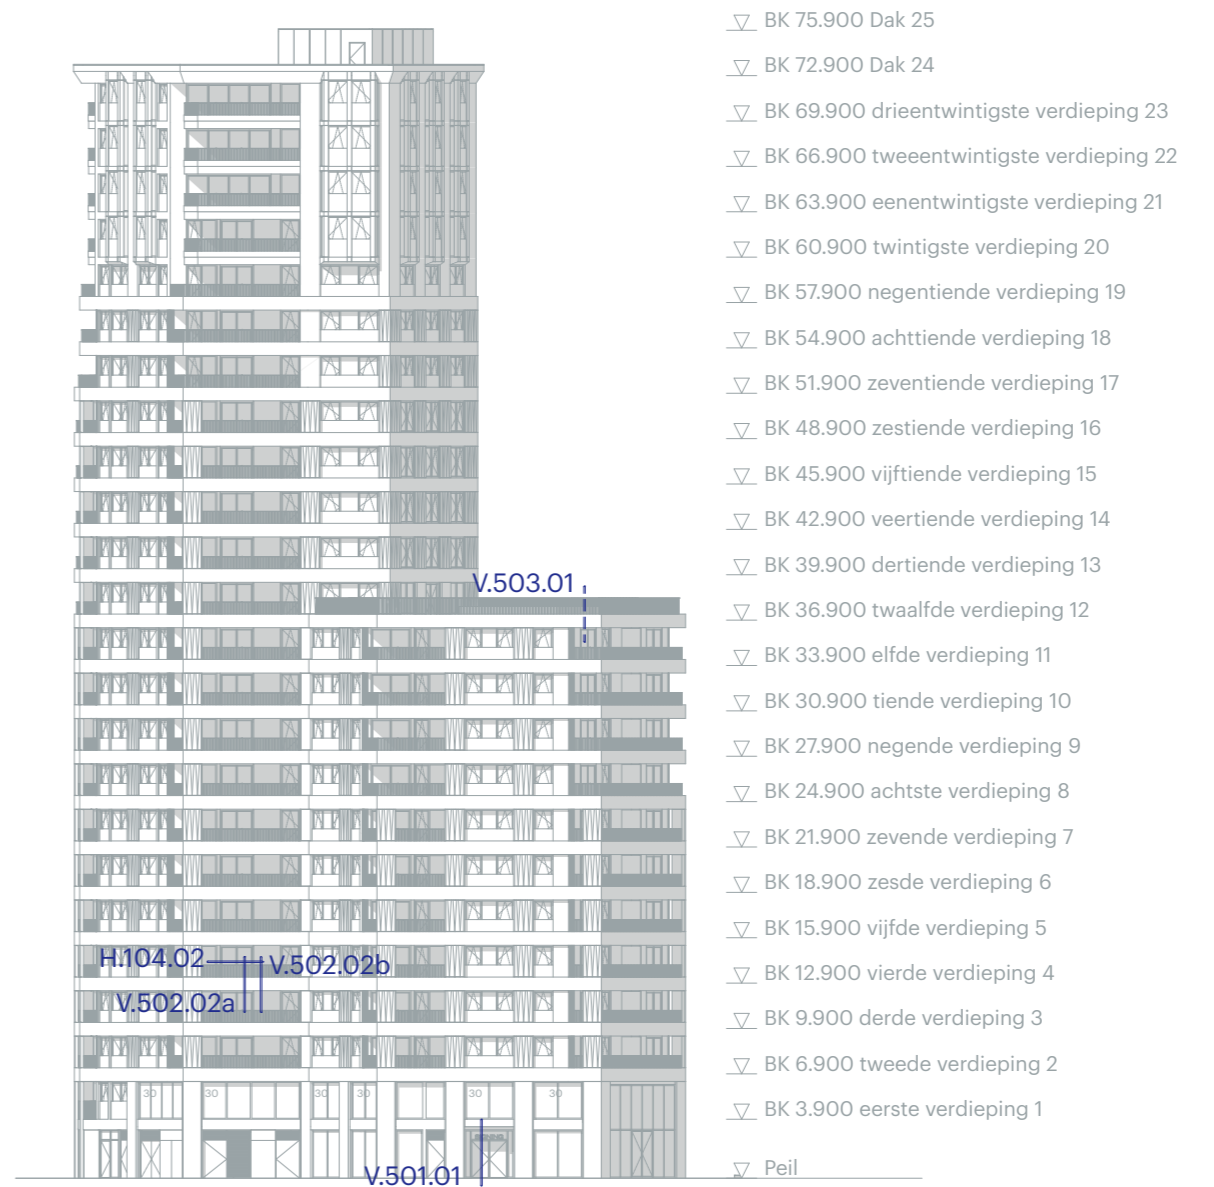 BK 75.900 Dak 25
BK 72.900 Dak 24
BK 69.900 drieentwintigste verdieping 23
BK 66.900 tweeentwintigste verdieping 22
BK 63.900 eenentwintigste verdieping 21
BK 60.900 twintigste verdieping 20
BK 57.900 negentiende verdieping 19
BK 54.900 achttiende verdieping 18
BK 51.900 zeventiende verdieping 17
BK 48.900 zestiende verdieping 16
BK 45.900 vijftiende verdieping 15
BK 42.900 veertiende verdieping 14
BK 39.900 dertiende verdieping 13
V.503.01
BK 36.900 twaalfde verdieping 12
BK 33.900 elfde verdieping 11
BK 30.900 tiende verdieping 10
BK 27.900 negende verdieping 9
BK 24.900 achtste verdieping 8
BK 21.900 zevende verdieping 7
BK 18.900 zesde verdieping 6
BK 15.900 vijfde verdieping 5
H.104.02
V.502.02b
BK 12.900 vierde verdieping 4
V.502.02a
BK 9.900 derde verdieping 3
BK 6.900 tweede verdieping 2
30 30 30 30 30 30
BK 3.900 eerste verdieping 1
Peil
V.501.01